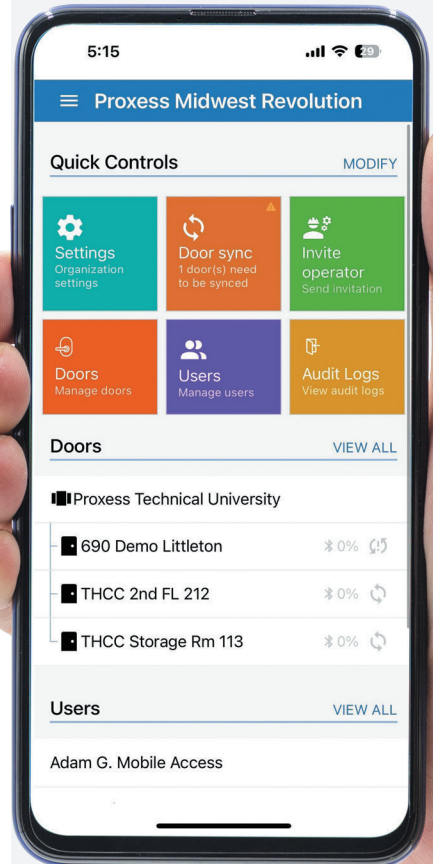 5:15
29
Proxess Midwest Revolution
Quick Controls
MODIFY
Settings
Organization
settings
Door sync
1 door(s) need
to be synced
Invite
operator
Send invitation
Doors
Manage doors
Users
Manage users
Audit Logs
View audit logs
Doors
VIEW ALL
Proxess Technical University
690 Demo Littleton
0%
THCC 2nd FL 212
0%
THCC Storage Rm 113
0%
Users
VIEW ALL
Adam G. Mobile Access